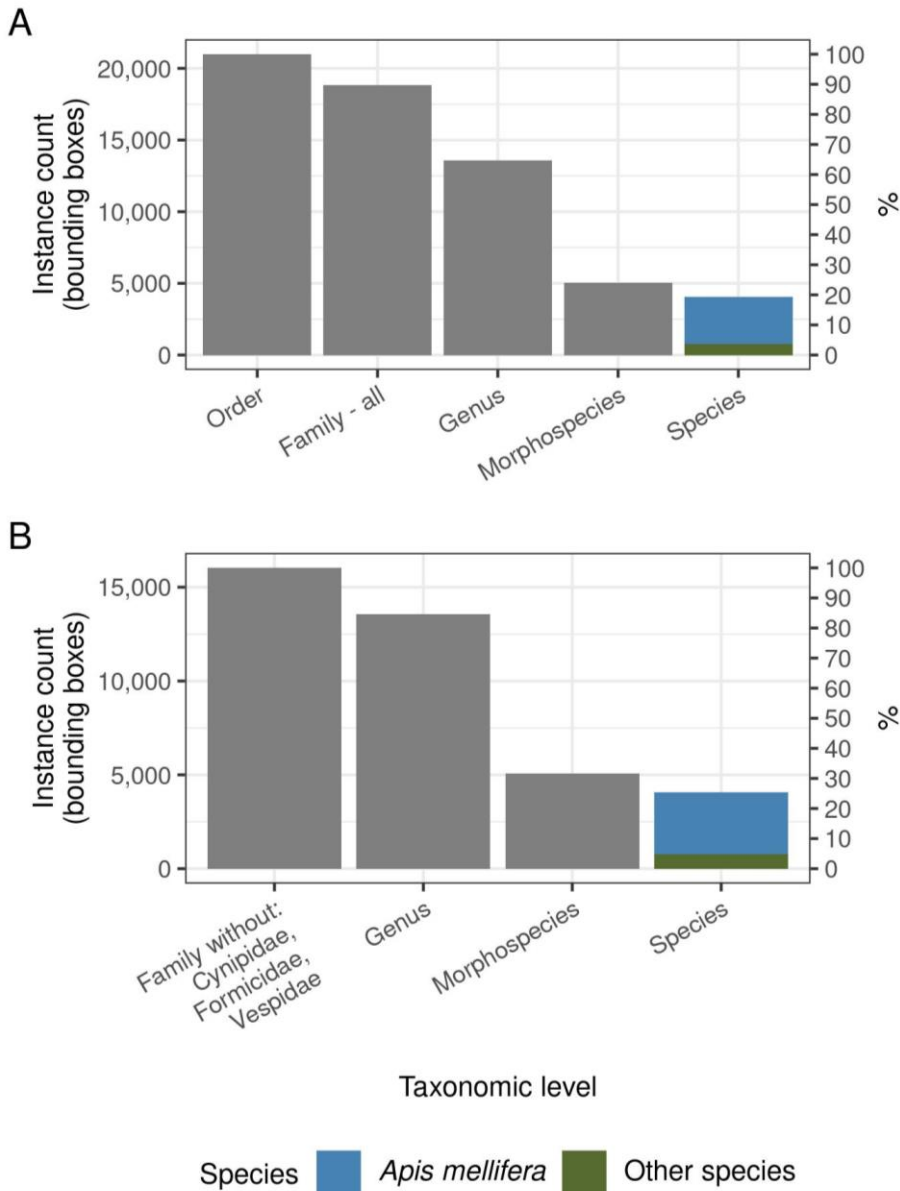 A
Instance count
(bounding boxes)
20,000
15,000
10,000
5,000
0
100
90
80
70
60
50
40
30
20
10
0
%
Order
Family - all
Genus
Morphospecies
Species
B
Instance count
(bounding boxes)
15,000
10,000
5,000
0
100
90
80
70
60
50
40
30
20
10
0
%
Family without:
Cynipidae,
Formicidae,
Vespidae
Genus
Morphospecies
Species
Taxonomic level
Species Apis mellifera Other species